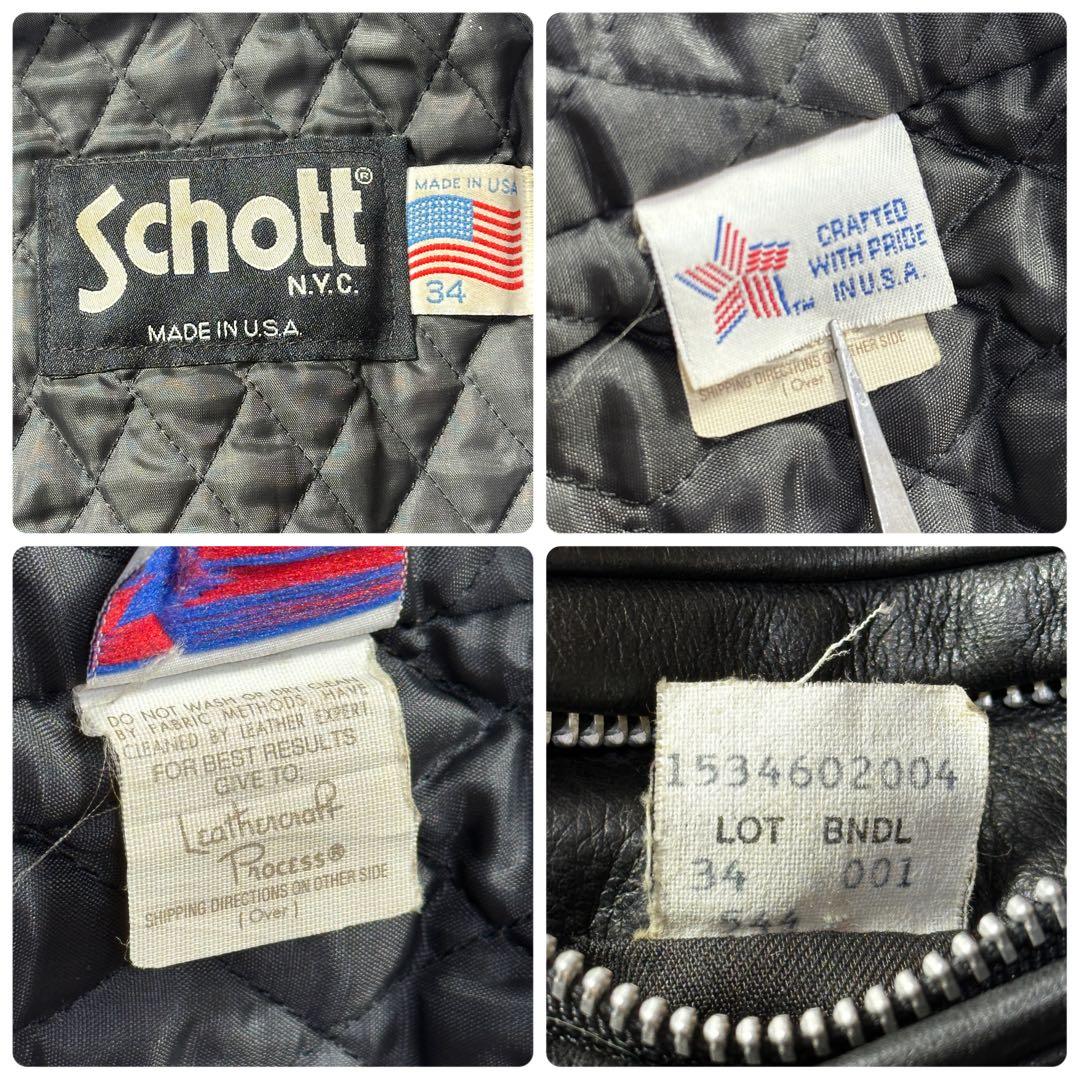 Schott®
N.Y.C.
MADE IN U.S.A.
MADE IN USA
34
CRAFTED
WITH PRIDE
IN U.S.A.
TM
SHIPPING DIRECTIONS ON OTHER SIDE
( Over )
DO NOT WASH OR DRY CLEAN
BY FABRIC METHODS HAVE
CLEANED BY LEATHER EXPERT
FOR BEST RESULTS
GIVE TO:
Leathercraft
Process®
SHIPPING DIRECTIONS ON OTHER SIDE
( Over )
1534602004
LOT BNDL
34 001
544